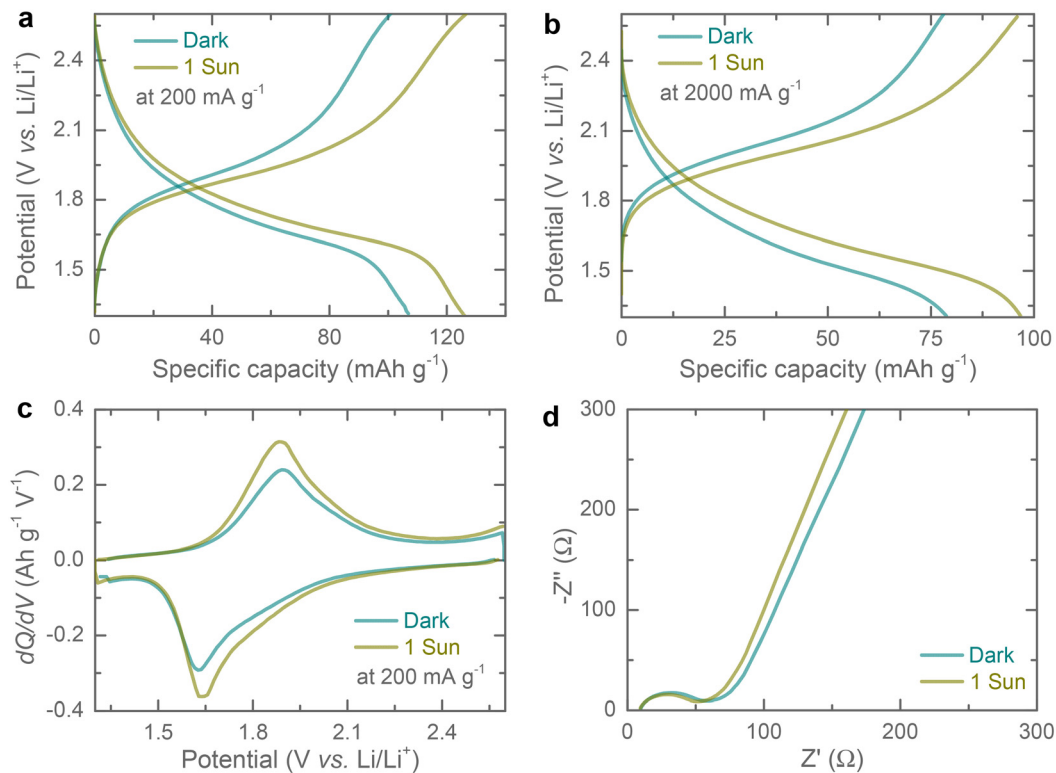 a
Dark
1 Sun
at 200 mA g⁻¹
2.4
2.1
1.8
1.5
Potential (V vs. Li/Li⁺)
0
40
80
120
Specific capacity (mAh g⁻¹)
b
Dark
1 Sun
at 2000 mA g⁻¹
2.4
2.1
1.8
1.5
Potential (V vs. Li/Li⁺)
0
25
50
75
100
Specific capacity (mAh g⁻¹)
c
0.4
0.2
0.0
-0.2
-0.4
dQ/dV (Ah g⁻¹ V⁻¹)
Dark
1 Sun
at 200 mA g⁻¹
1.5
1.8
2.1
2.4
Potential (V vs. Li/Li⁺)
d
300
200
100
0
-Z'' (Ω)
Dark
1 Sun
0
100
200
300
Z' (Ω)